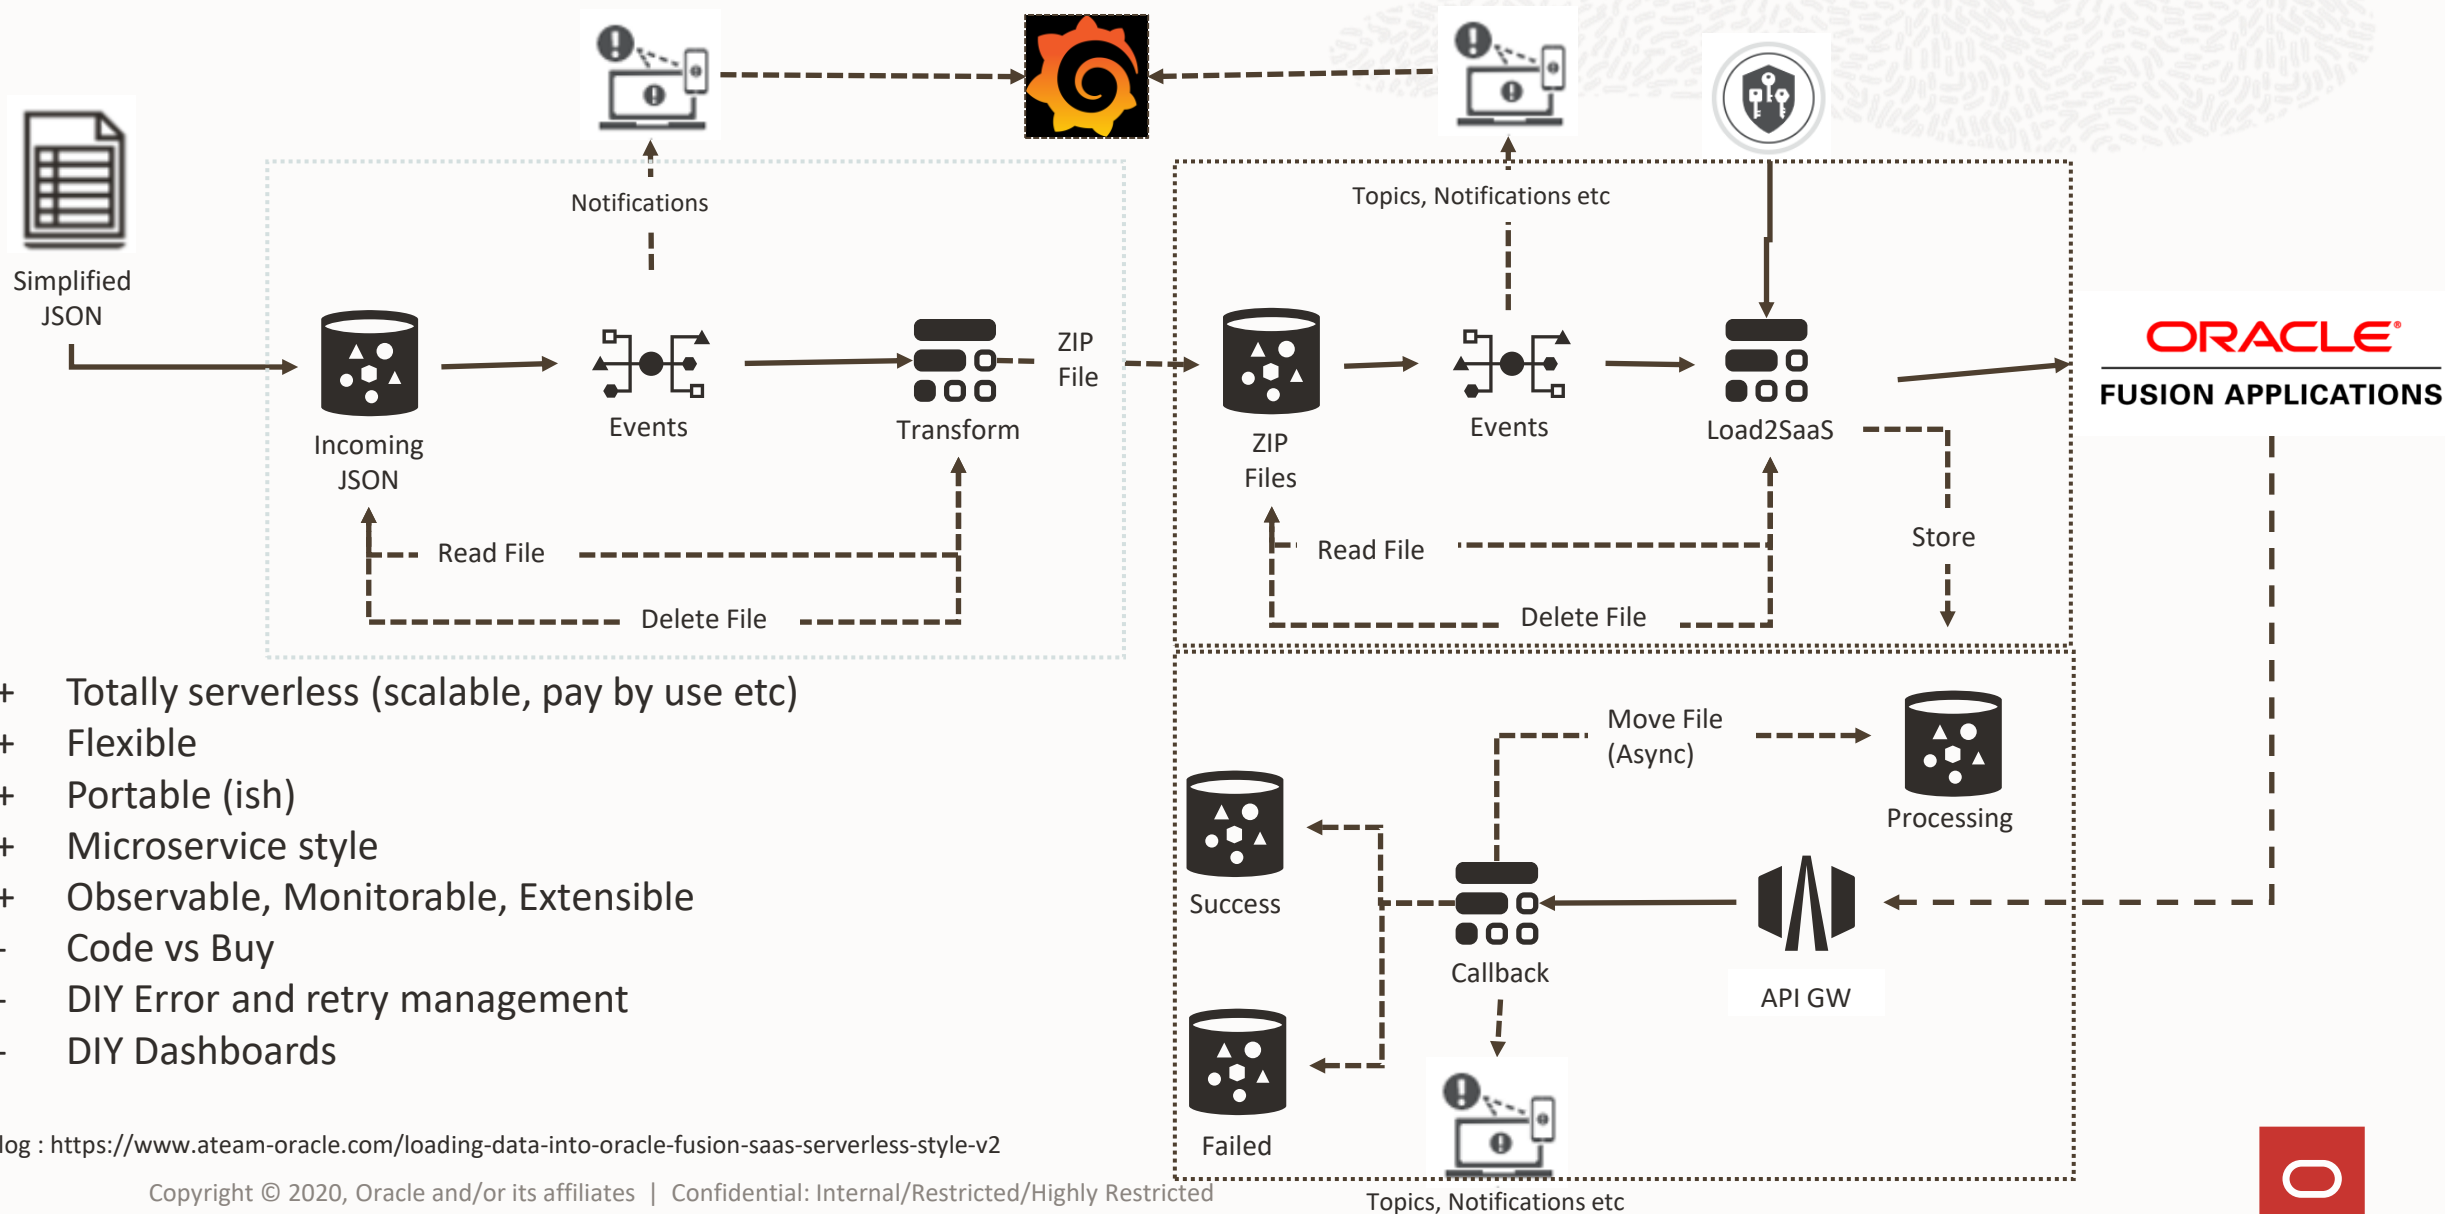 Simplified
JSON
Notifications
Topics, Notifications etc
Incoming
JSON
Events
Transform
ZIP
File
ZIP
Files
Events
Load2SaaS
ORACLE®
FUSION APPLICATIONS
Read File
Delete File
Read File
Delete File
Store
+ Totally serverless (scalable, pay by use etc)
+ Flexible
+ Portable (ish)
+ Microservice style
+ Observable, Monitorable, Extensible
- Code vs Buy
- DIY Error and retry management
- DIY Dashboards
Move File
(Async)
Processing
Success
Callback
API GW
Failed
Topics, Notifications etc
log : https://www.ateam-oracle.com/loading-data-into-oracle-fusion-saas-serverless-style-v2
Copyright © 2020, Oracle and/or its affiliates | Confidential: Internal/Restricted/Highly Restricted